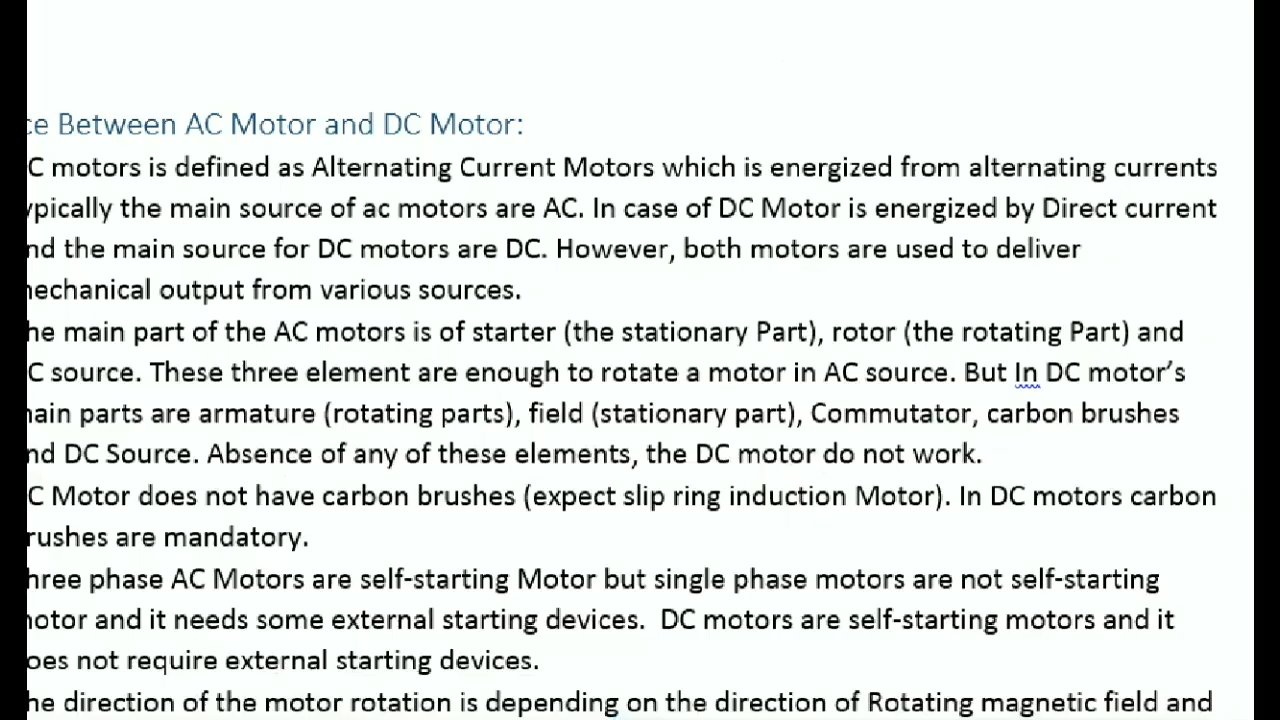 ce Between AC Motor and DC Motor:
C motors is defined as Alternating Current Motors which is energized from alternating currents
ypically the main source of ac motors are AC. In case of DC Motor is energized by Direct current
nd the main source for DC motors are DC. However, both motors are used to deliver
echanical output from various sources.
he main part of the AC motors is of starter (the stationary Part), rotor (the rotating Part) and
C source. These three element are enough to rotate a motor in AC source. But In DC motor’s
ain parts are armature (rotating parts), field (stationary part), Commutator, carbon brushes
nd DC Source. Absence of any of these elements, the DC motor do not work.
C Motor does not have carbon brushes (expect slip ring induction Motor). In DC motors carbon
rushes are mandatory.
hree phase AC Motors are self-starting Motor but single phase motors are not self-starting
otor and it needs some external starting devices.  DC motors are self-starting motors and it
oes not require external starting devices.
he direction of the motor rotation is depending on the direction of Rotating magnetic field and